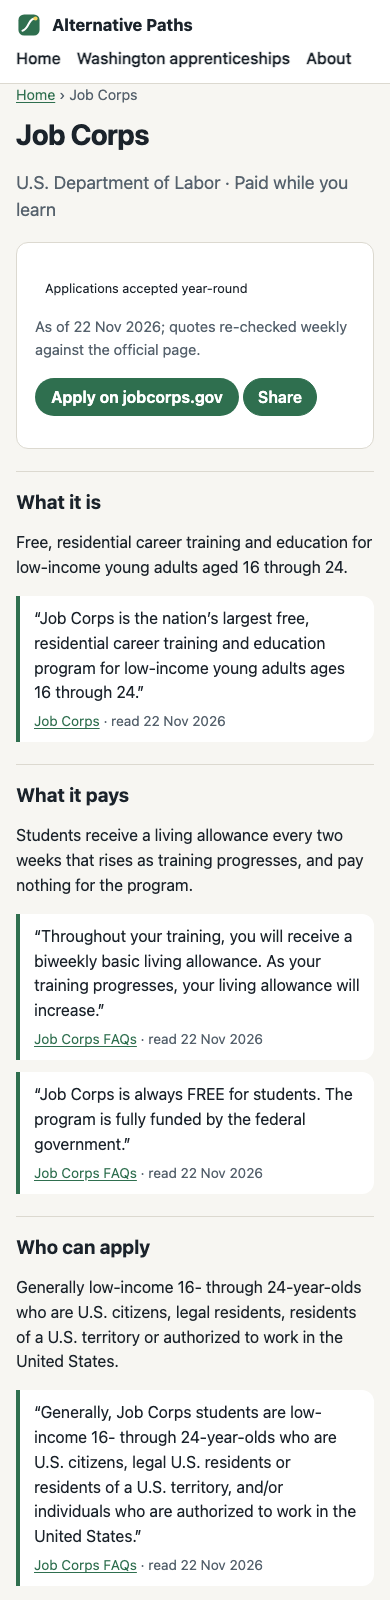 Alternative Paths
Home Washington apprenticeships About
Home › Job Corps
Job Corps
U.S. Department of Labor · Paid while you
learn
Applications accepted year-round
As of 22 Nov 2026; quotes re-checked weekly
against the official page.
Apply on jobcorps.gov Share
What it is
Free, residential career training and education for
low-income young adults aged 16 through 24.
“Job Corps is the nation’s largest free,
residential career training and education
program for low-income young adults ages
16 through 24.”
Job Corps · read 22 Nov 2026
What it pays
Students receive a living allowance every two
weeks that rises as training progresses, and pay
nothing for the program.
“Throughout your training, you will receive a
biweekly basic living allowance. As your
training progresses, your living allowance will
increase.”
Job Corps FAQs · read 22 Nov 2026
“Job Corps is always FREE for students. The
program is fully funded by the federal
government.”
Job Corps FAQs · read 22 Nov 2026
Who can apply
Generally low-income 16- through 24-year-olds
who are U.S. citizens, legal residents, residents
of a U.S. territory or authorized to work in the
United States.
“Generally, Job Corps students are low-
income 16- through 24-year-olds who are
U.S. citizens, legal U.S. residents or
residents of a U.S. territory, and/or
individuals who are authorized to work in the
United States.”
Job Corps FAQs · read 22 Nov 2026